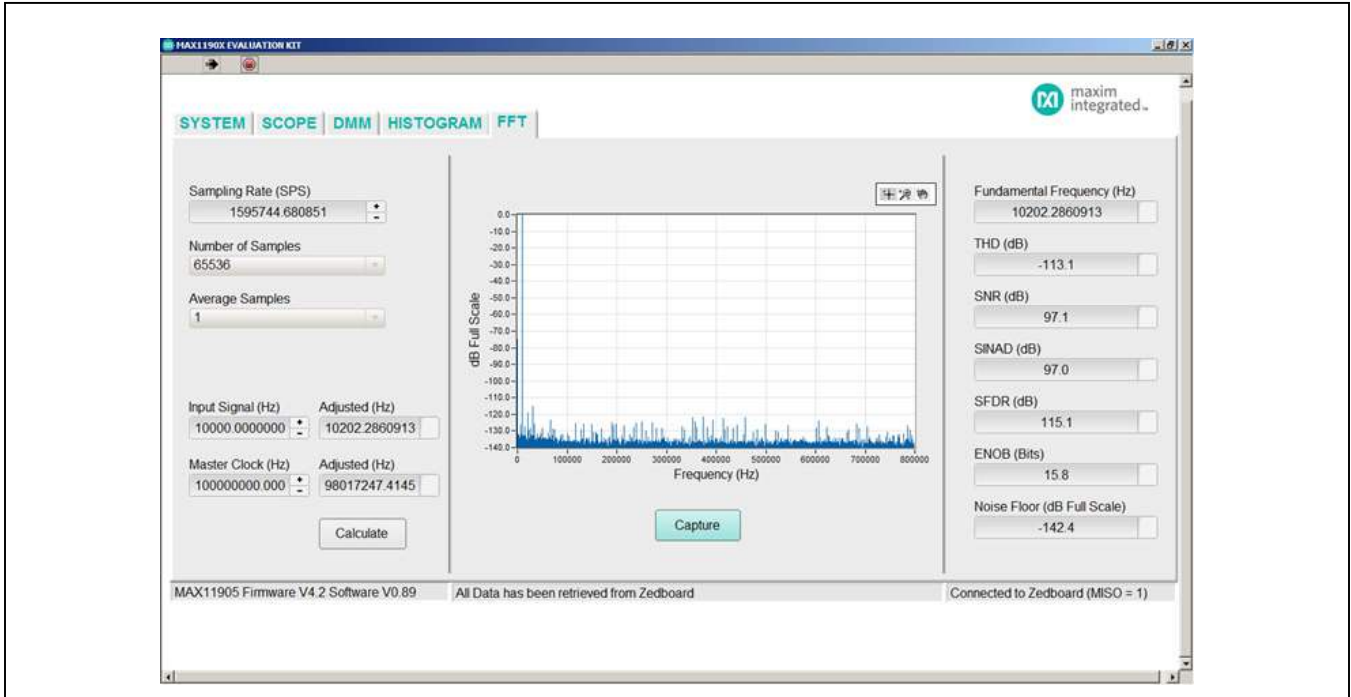 MAX1190X EVALUATION KIT
maxim
integrated™
SYSTEM SCOPE DMM HISTOGRAM FFT
Sampling Rate (SPS)
1595744.680851
Number of Samples
65536
Average Samples
1
Input Signal (Hz) Adjusted (Hz)
10000.0000000 10202.2860913
Master Clock (Hz) Adjusted (Hz)
100000000.000 98017247.4145
Calculate
dB Full Scale
0.0
-10.0
-20.0
-30.0
-40.0
-50.0
-60.0
-70.0
-80.0
-90.0
-100.0
-110.0
-120.0
-130.0
-140.0
0 100000 200000 300000 400000 500000 600000 700000 800000
Frequency (Hz)
Capture
Fundamental Frequency (Hz)
10202.2860913
THD (dB)
-113.1
SNR (dB)
97.1
SINAD (dB)
97.0
SFDR (dB)
115.1
ENOB (Bits)
15.8
Noise Floor (dB Full Scale)
-142.4
MAX11905 Firmware V4.2 Software V0.89
All Data has been retrieved from Zedboard
Connected to Zedboard (MISO = 1)